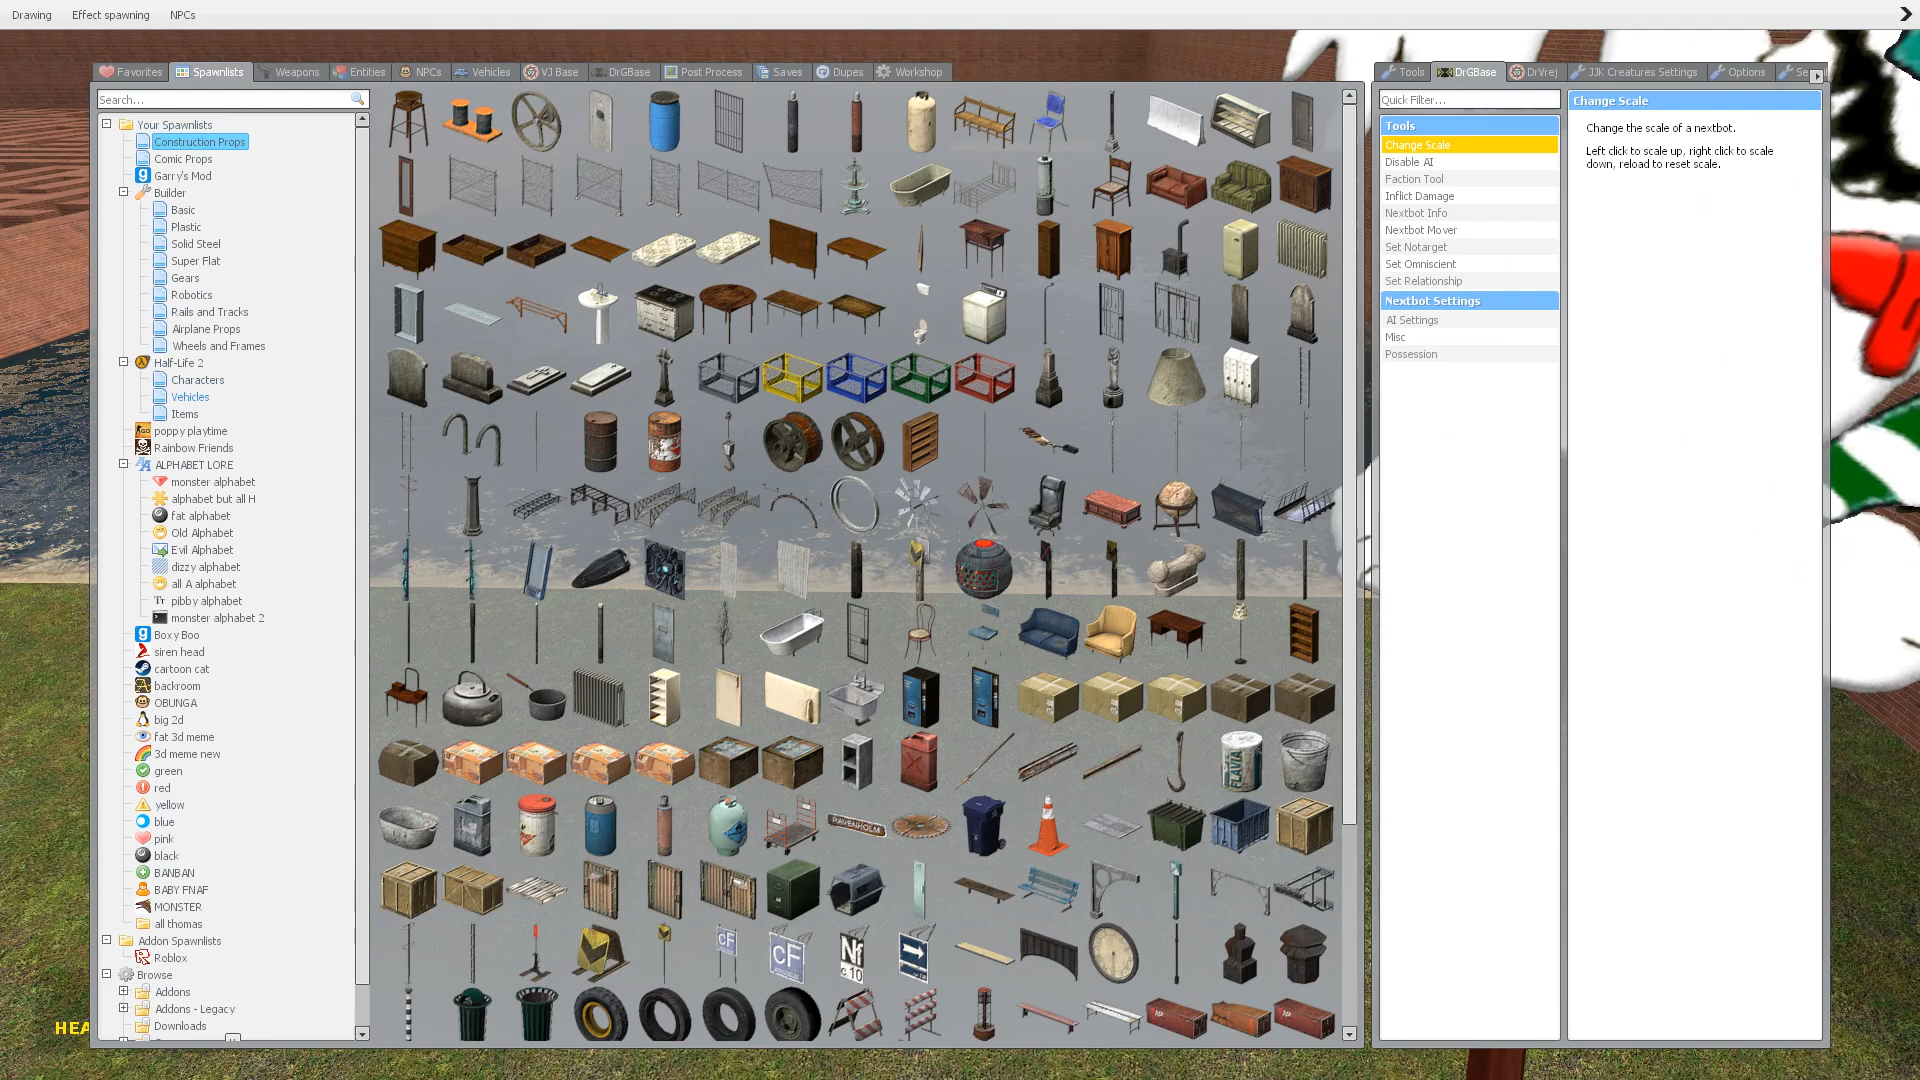 Drawing Effect spawning NPCs
Favorites Spawnlists Weapons Entities NPCs Vehicles VJ Base DrGBase Post Process Saves Dupes Workshop
Tools DrGBase DrVrej JJK Creatures Settings Options
Search...
Your Spawnlists
Construction Props
Comic Props
Garry's Mod
Builder
Basic
Plastic
Solid Steel
Super Flat
Gears
Robotics
Rails and Tracks
Airplane Props
Wheels and Frames
Half-Life 2
Characters
Vehicles
Items
poppy playtime
Rainbow Friends
ALPHABET LORE
monster alphabet
alphabet but all H
fat alphabet
Old Alphabet
Evil Alphabet
dizzy alphabet
all A alphabet
pibby alphabet
monster alphabet 2
Boxy Boo
siren head
cartoon cat
backroom
OBUNGA
big 2d
fat 3d meme
3d meme new
green
red
yellow
blue
pink
black
BANBAN
BABY FNAF
MONSTER
all thomas
Addon Spawnlists
Roblox
Browse
Addons
Addons - Legacy
Downloads
HEA
FLAVIA
RAVENHOLM
cF
cF
Nf
c 10
Quick Filter...
Tools
Change Scale
Disable AI
Faction Tool
Inflict Damage
Nextbot Info
Nextbot Mover
Set Notarget
Set Omniscient
Set Relationship
Nextbot Settings
AI Settings
Misc
Possession
Change Scale
Change the scale of a nextbot.
Left click to scale up, right click to scale
down, reload to reset scale.